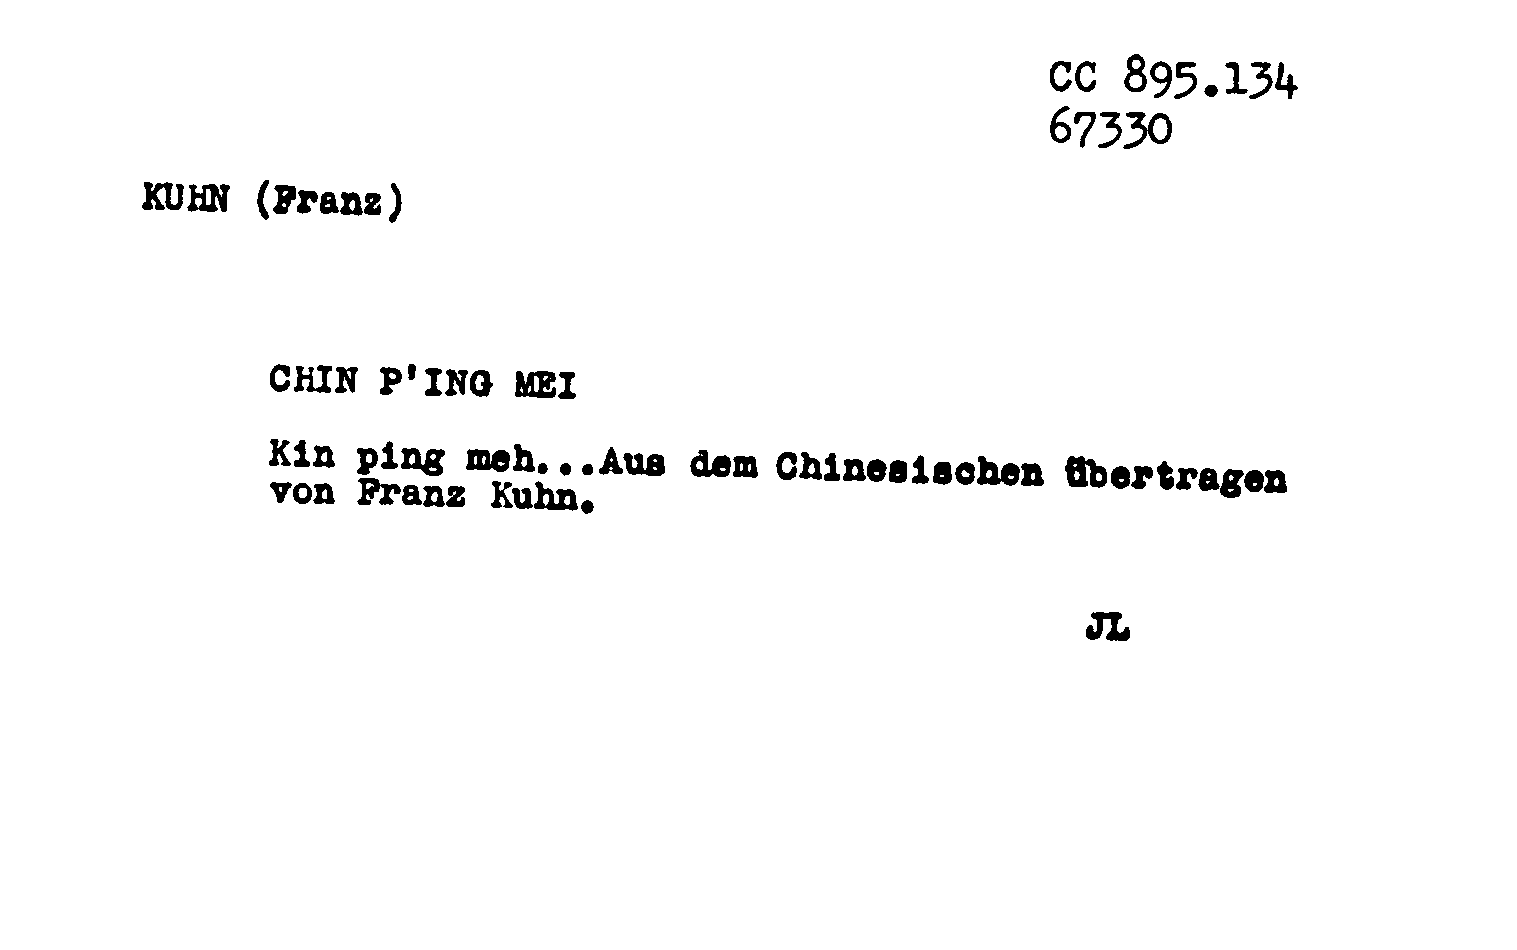 CC 895.134
67330
KUHN (Franz)
CHIN P'ING MEI
Kin ping meh...Aus dem Chinesischen übertragen
von Franz Kuhn.
JL